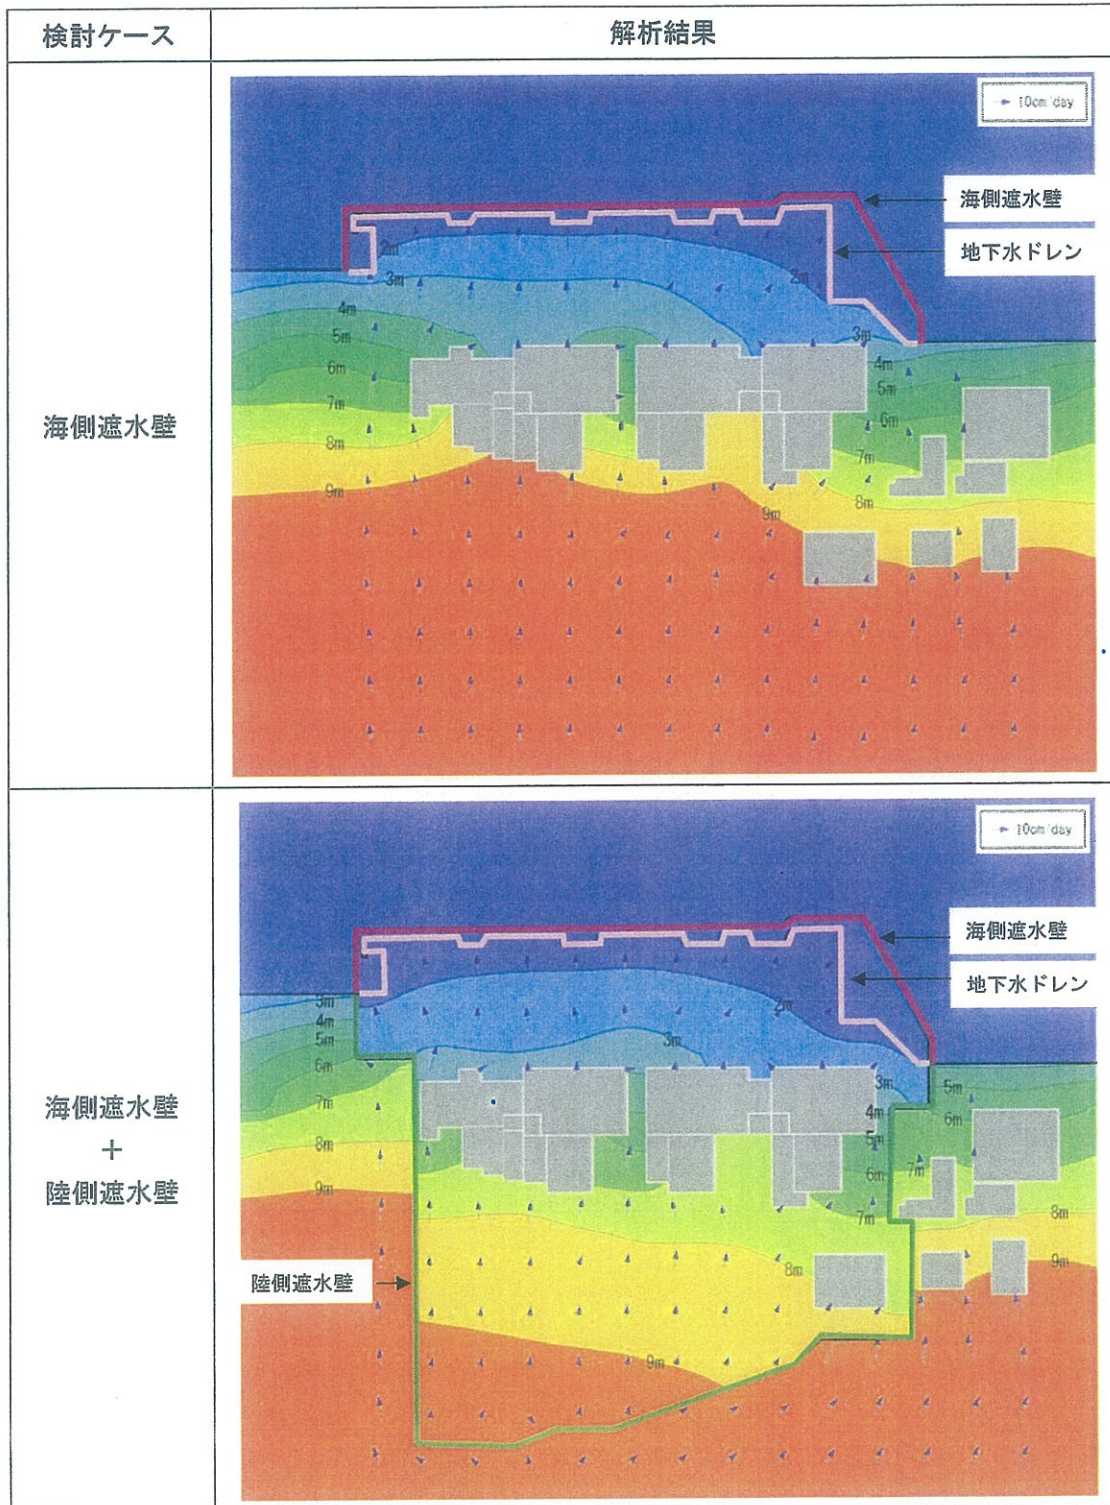 検討ケース
解析結果
海側遮水壁
10cm/day
海側遮水壁
地下水ドレン
2m
3m
4m
5m
6m
7m
8m
9m
2m
3m
4m
5m
6m
7m
8m
9m
海側遮水壁
＋
陸側遮水壁
10cm/day
海側遮水壁
地下水ドレン
陸側遮水壁
3m
4m
5m
6m
7m
8m
9m
2m
3m
3m
4m
5m
6m
7m
8m
9m
5m
6m
7m
8m
9m